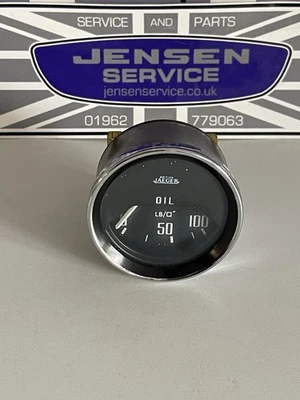 SERVICE AND PARTS
JENSEN
SERVICE
jensenservice.co.uk
01962 779063
JAEGER
OIL
LB/□"
50 100